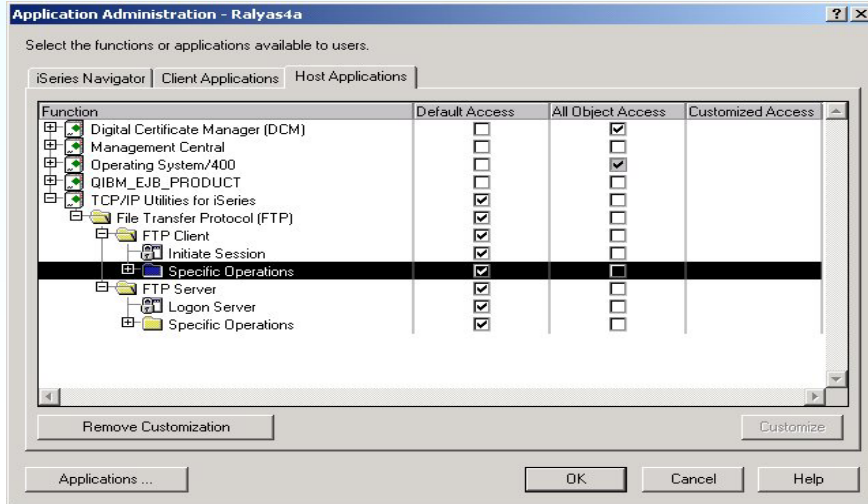 Application Administration - Ralyas4a
Select the functions or applications available to users.
iSeries Navigator Client Applications Host Applications
Function Default Access All Object Access Customized Access
Digital Certificate Manager (DCM)
Management Central
Operating System/400
QIBM_EJB_PRODUCT
TCP/IP Utilities for iSeries
File Transfer Protocol (FTP)
FTP Client
Initiate Session
Specific Operations
FTP Server
Logon Server
Specific Operations
Remove Customization Customize
Applications ... OK Cancel Help